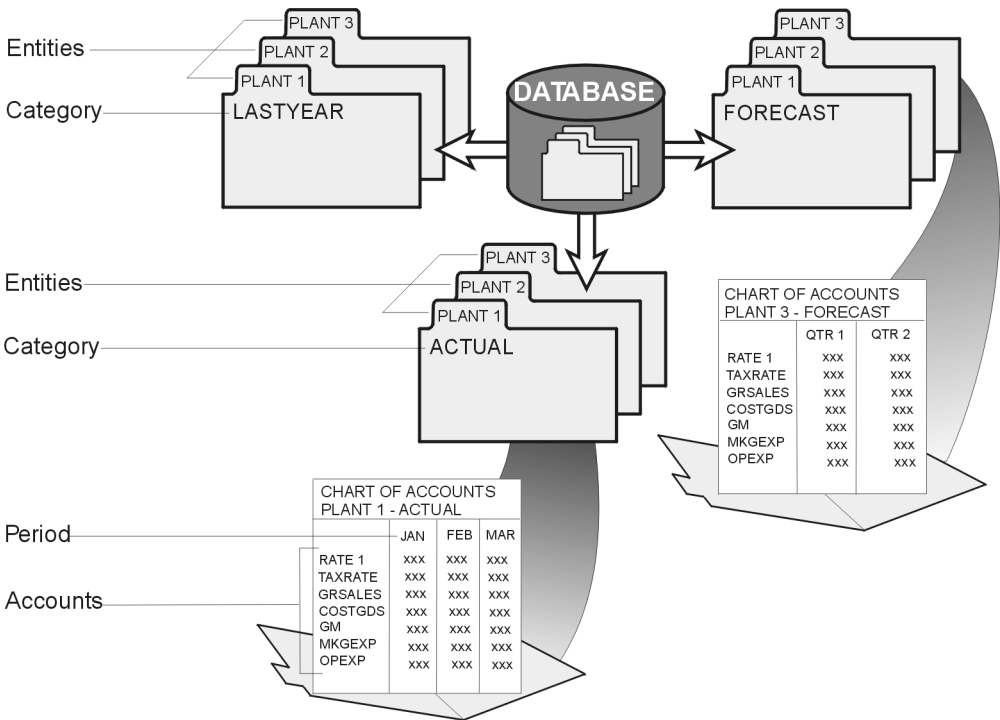 PLANT 3
PLANT 2
PLANT 1
LASTYEAR
Entities
Category
DATABASE
PLANT 3
PLANT 2
PLANT 1
FORECAST
PLANT 3
PLANT 2
PLANT 1
ACTUAL
Entities
Category
CHART OF ACCOUNTS
PLANT 3 - FORECAST
QTR 1 QTR 2
RATE 1 xxx xxx
TAXRATE xxx xxx
GRSALES xxx xxx
COSTGDS xxx xxx
GM xxx xxx
MKGEXP xxx xxx
OPEXP xxx xxx
CHART OF ACCOUNTS
PLANT 1 - ACTUAL
Period
JAN FEB MAR
Accounts
RATE 1 xxx xxx xxx
TAXRATE xxx xxx xxx
GRSALES xxx xxx xxx
COSTGDS xxx xxx xxx
GM xxx xxx xxx
MKGEXP xxx xxx xxx
OPEXP xxx xxx xxx